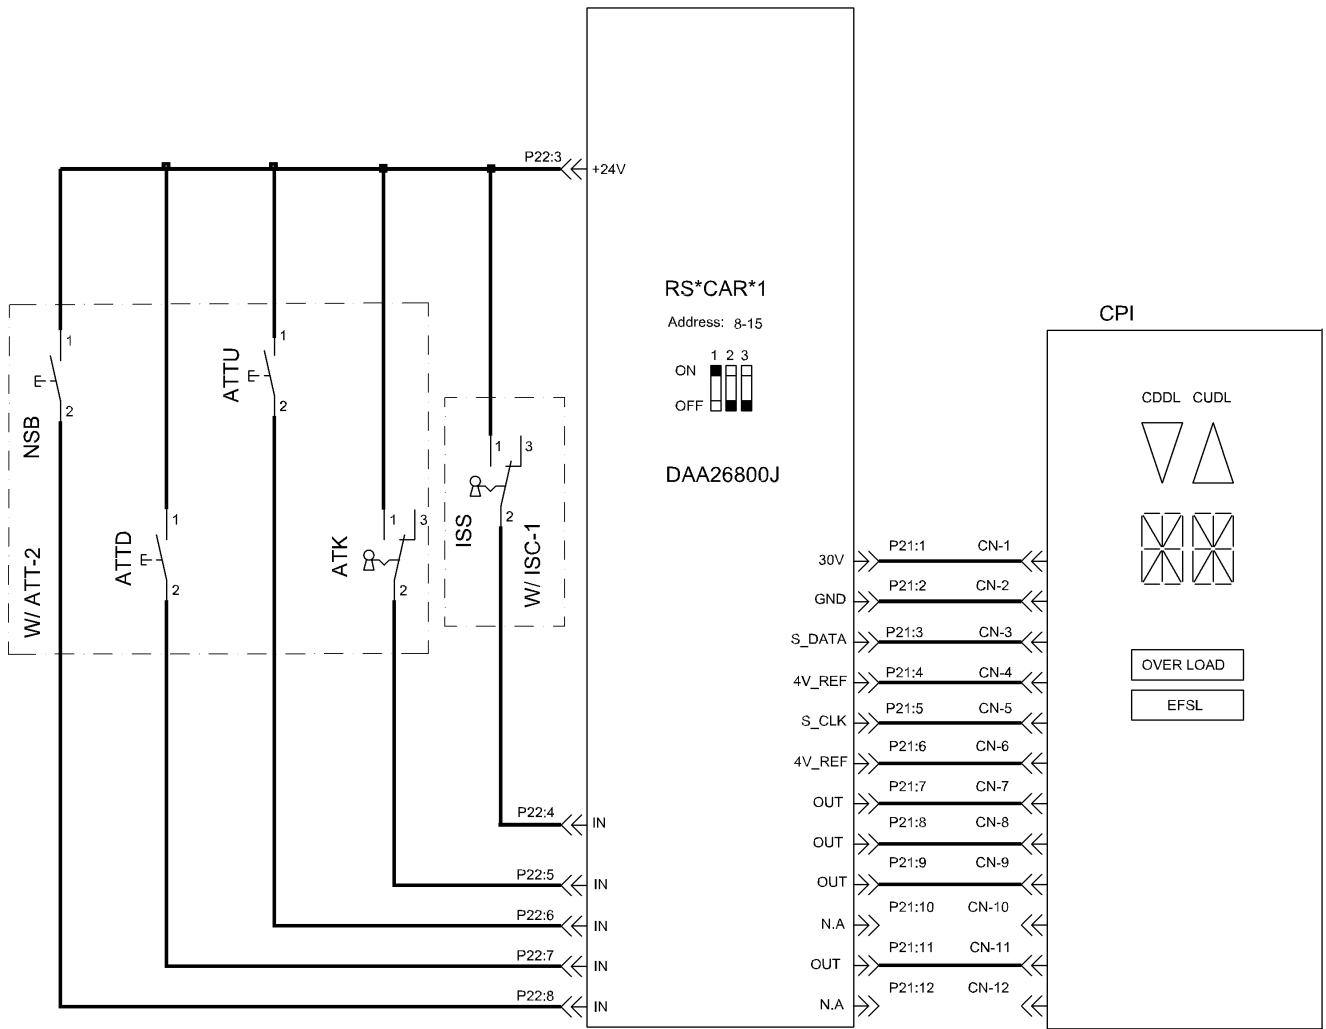 P22:3
+24V
RS*CAR*1
Address: 8-15
1 2 3
ON
OFF
DAA26800J
CPI
CDDL CUDL
OVER LOAD
EFSL
1
2
NSB
1
2
ATTU
1
2
ATTD
1 3
2
ATK
1 3
2
ISS
W/ ATT-2
W/ ISC-1
30V P21:1 CN-1
GND P21:2 CN-2
S_DATA P21:3 CN-3
4V_REF P21:4 CN-4
S_CLK P21:5 CN-5
4V_REF P21:6 CN-6
OUT P21:7 CN-7
OUT P21:8 CN-8
OUT P21:9 CN-9
N.A P21:10 CN-10
OUT P21:11 CN-11
N.A P21:12 CN-12
P22:4 IN
P22:5 IN
P22:6 IN
P22:7 IN
P22:8 IN